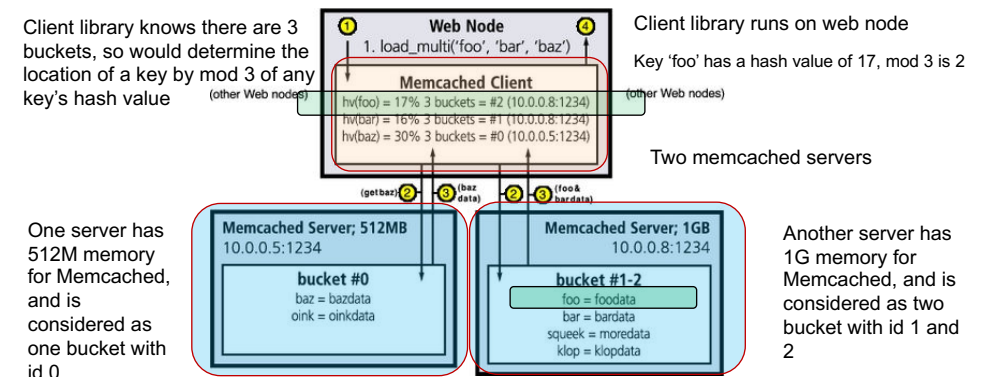 Client library knows there are 3
buckets, so would determine the
location of a key by mod 3 of any
key's hash value
(other Web nodes)
1
Web Node
4
1. load_multi('foo', 'bar', 'baz')
Memcached Client
hv(foo) = 17% 3 buckets = #2 (10.0.0.8:1234)
hv(bar) = 16% 3 buckets = #1 (10.0.0.8:1234)
hv(baz) = 30% 3 buckets = #0 (10.0.0.5:1234)
Client library runs on web node
Key 'foo' has a hash value of 17, mod 3 is 2
(other Web nodes)
Two memcached servers
(getbaz)
2
3
(baz
data)
2
3
(foo&
bardata)
One server has
512M memory
for Memcached,
and is
considered as
one bucket with
id 0
Memcached Server; 512MB
10.0.0.5:1234
bucket #0
baz = bazdata
oink = oinkdata
Memcached Server; 1GB
10.0.0.8:1234
bucket #1-2
foo = foodata
bar = bardata
squeek = moredata
klop = klopdata
Another server has
1G memory for
Memcached, and is
considered as two
bucket with id 1 and
2